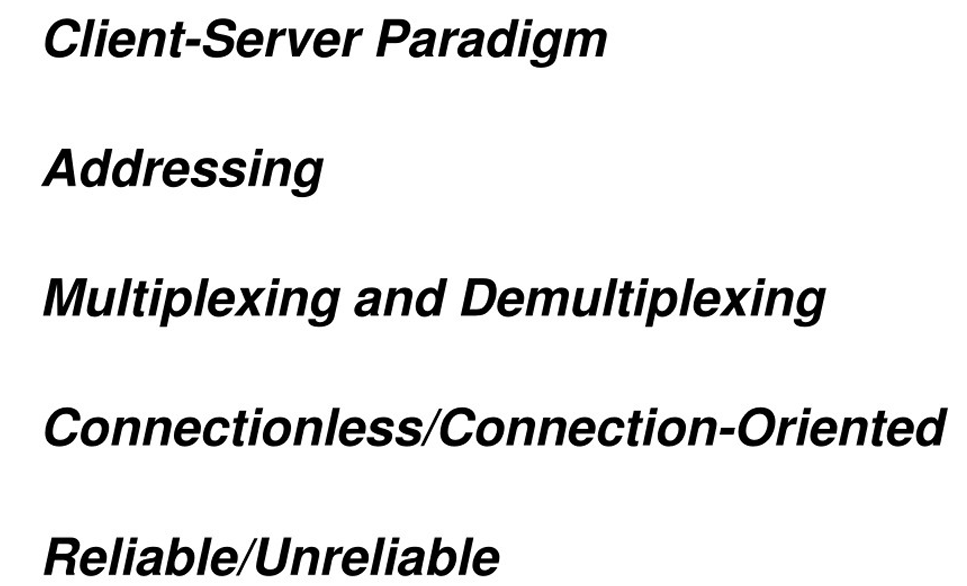 Client-Server Paradigm
Addressing
Multiplexing and Demultiplexing
Connectionless/Connection-Oriented
Reliable/Unreliable